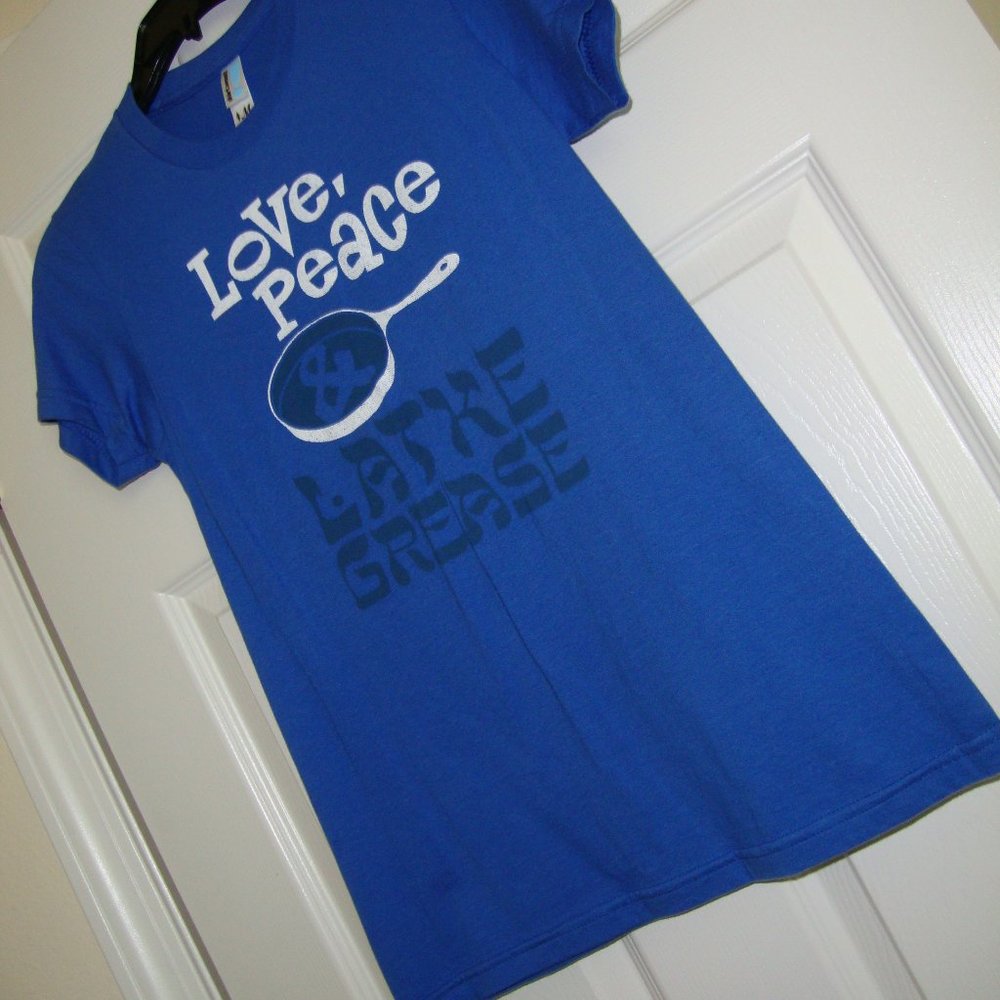 Love,
Peace
&
LATKE
GREASE